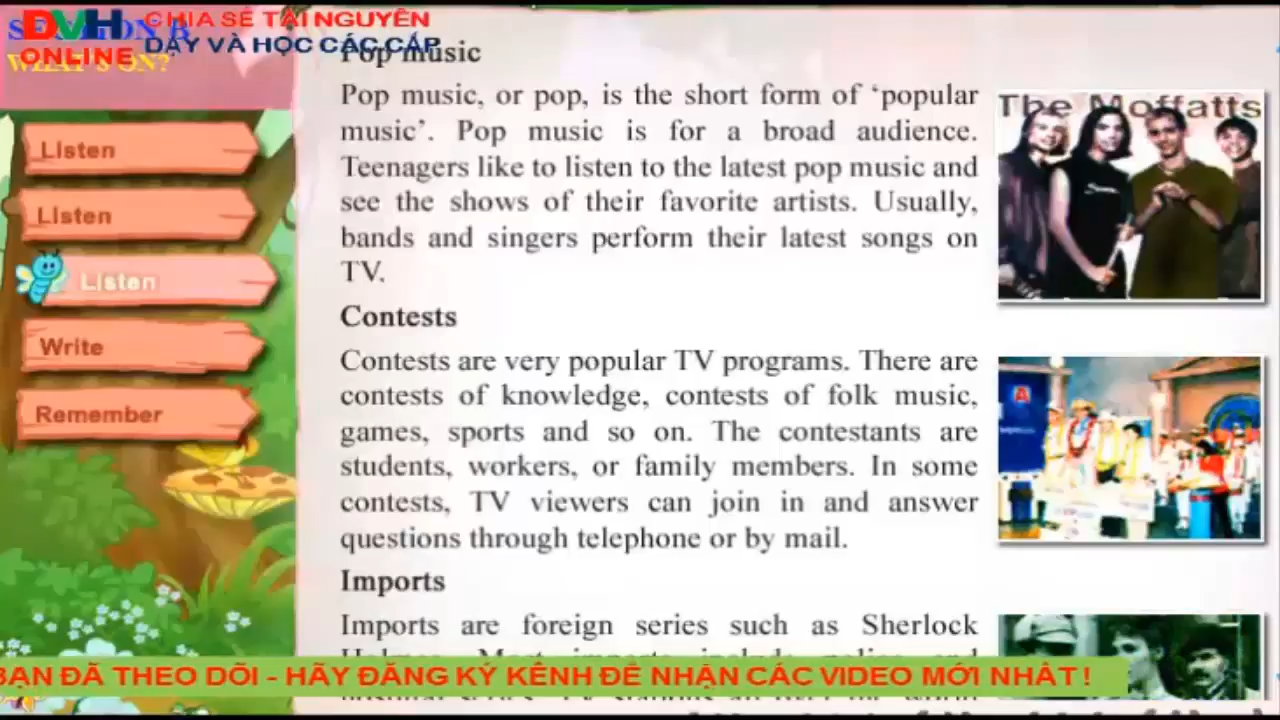 SECTION B
WHAT'S ON?
DVH
ONLINE
CHIA SẺ TÀI NGUYÊN
DẠY VÀ HỌC CÁC CẤP
Listen
Listen
Listen
Write
Remember
Pop music
Pop music, or pop, is the short form of ‘popular
music’. Pop music is for a broad audience.
Teenagers like to listen to the latest pop music and
see the shows of their favorite artists. Usually,
bands and singers perform their latest songs on
TV.
The Moffatts
Contests
Contests are very popular TV programs. There are
contests of knowledge, contests of folk music,
games, sports and so on. The contestants are
students, workers, or family members. In some
contests, TV viewers can join in and answer
questions through telephone or by mail.
A
Imports
Imports are foreign series such as Sherlock
BẠN ĐÃ THEO DÕI - HÃY ĐĂNG KÝ KÊNH ĐỂ NHẬN CÁC VIDEO MỚI NHẤT !